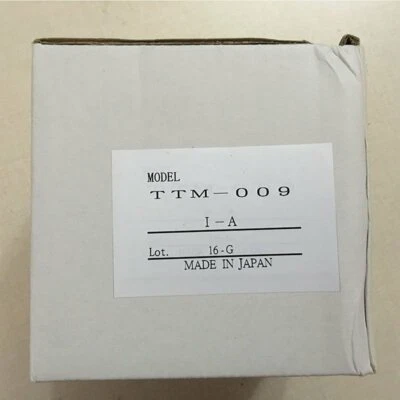 MODEL
TTM-009
I-A
Lot. 16-G
MADE IN JAPAN